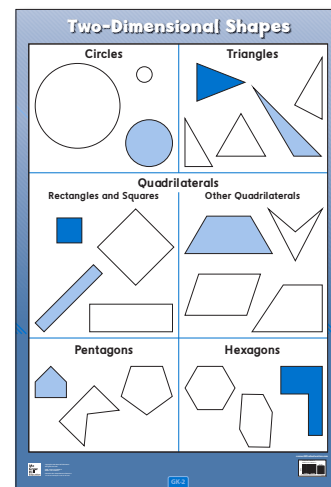 Two-Dimensional Shapes
Circles
Triangles
Quadrilaterals
Rectangles and Squares
Other Quadrilaterals
Pentagons
Hexagons
GK-2